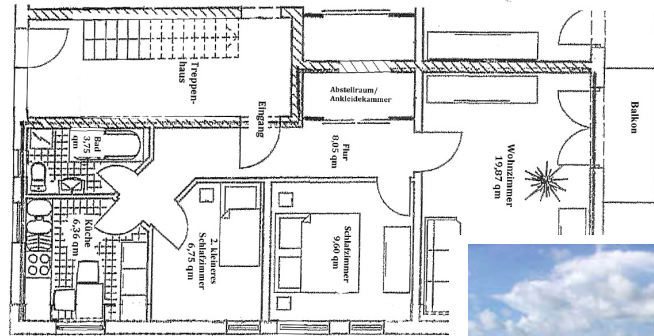 Treppen-
haus
Eingang
Abstellraum/
Ankleidekammer
Balkon
Bad
3,75
qm
Flur
8,05 qm
Wohnzimmer
19,87 qm
Küche
6,36 qm
2. kleineres
Schlafzimmer
6,75 qm
Schlafzimmer
9,60 qm